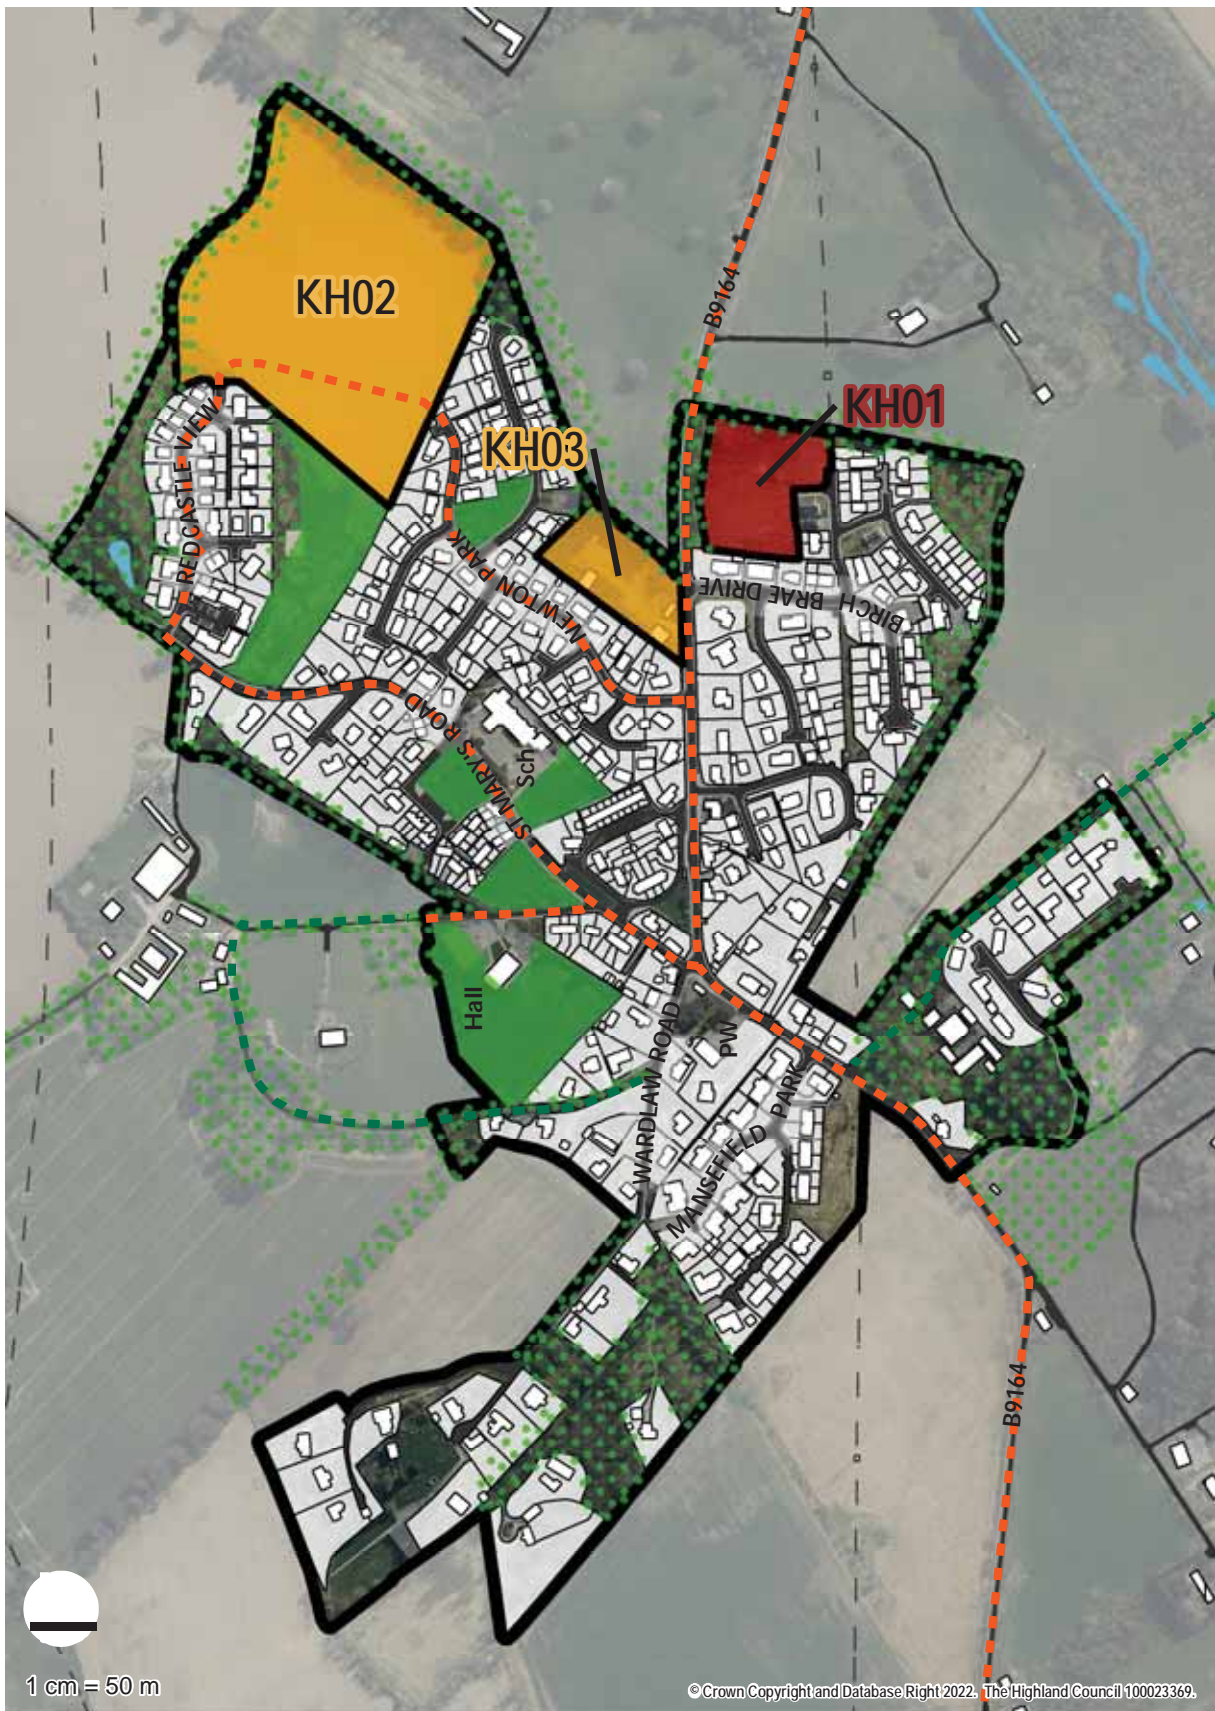 KH02
B9164
KH01
KH03
REDCASTLE VIEW
NEWTON PARK
BIRCH BRAE DRIVE
ST MARY'S ROAD
Sch
Hall
WARDLAW ROAD
PW
MANSEFIELD PARK
B9164
1 cm = 50 m
© Crown Copyright and Database Right 2022. The Highland Council 100023369.